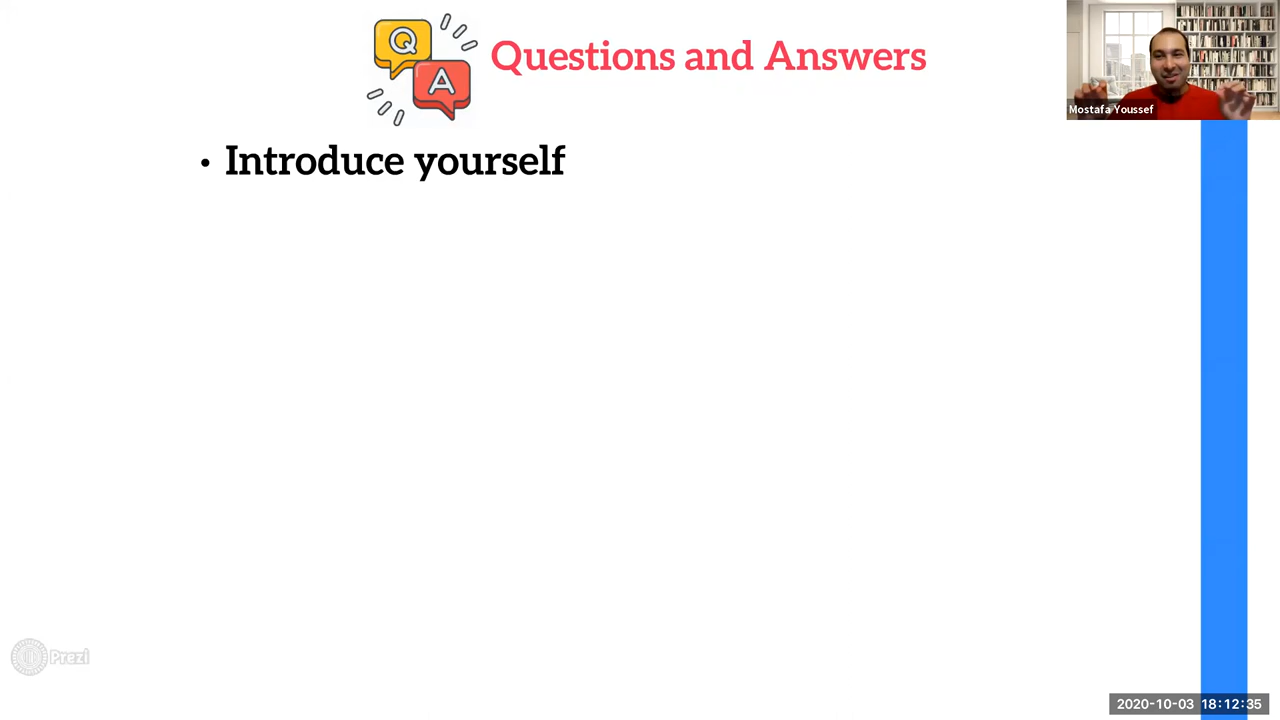 Q
A
Questions and Answers
Mostafa Youssef
• Introduce yourself
Prezi
2020-10-03 18:12:35